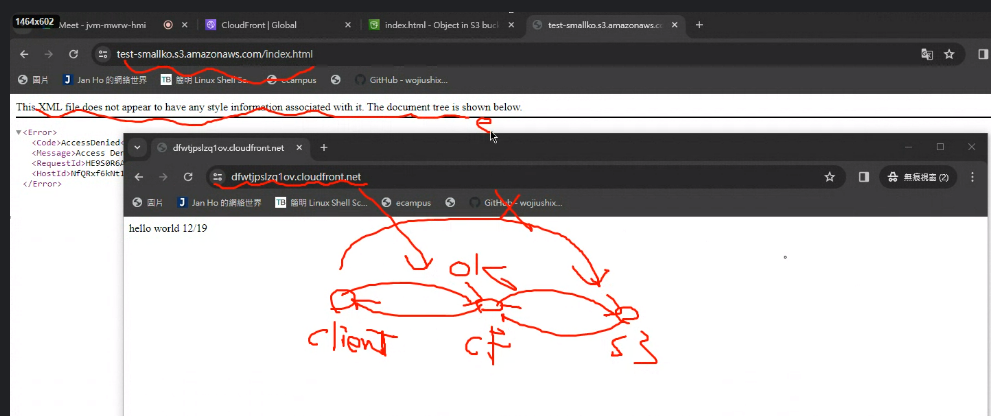 1464x602
Meet - jvm-mwrw-hmi
CloudFront | Global
index.html - Object in S3 buc
test-smallko.s3.amazonaws.co
test-smallko.s3.amazonaws.com/index.html
圖片
Jan Ho 的網絡世界
TB
簡明 Linux Shell Sc...
ecampus
GitHub - wojiushix...
This XML file does not appear to have any style information associated with it. The document tree is shown below.
<Error>
<Code>AccessDenied<
<Message>Access Den
<RequestId>HE9S0R6A
<HostId>NfQRxf6kNt1
</Error>
e
dfwtjpslzq1ov.cloudfront.net
dfwtjpslzq1ov.cloudfront.net
無痕視窗 (2)
圖片
Jan Ho 的網絡世界
TB
簡明 Linux Shell Sc...
ecampus
GitHub - wojiushix...
hello world 12/19
ok
client
cf
s3